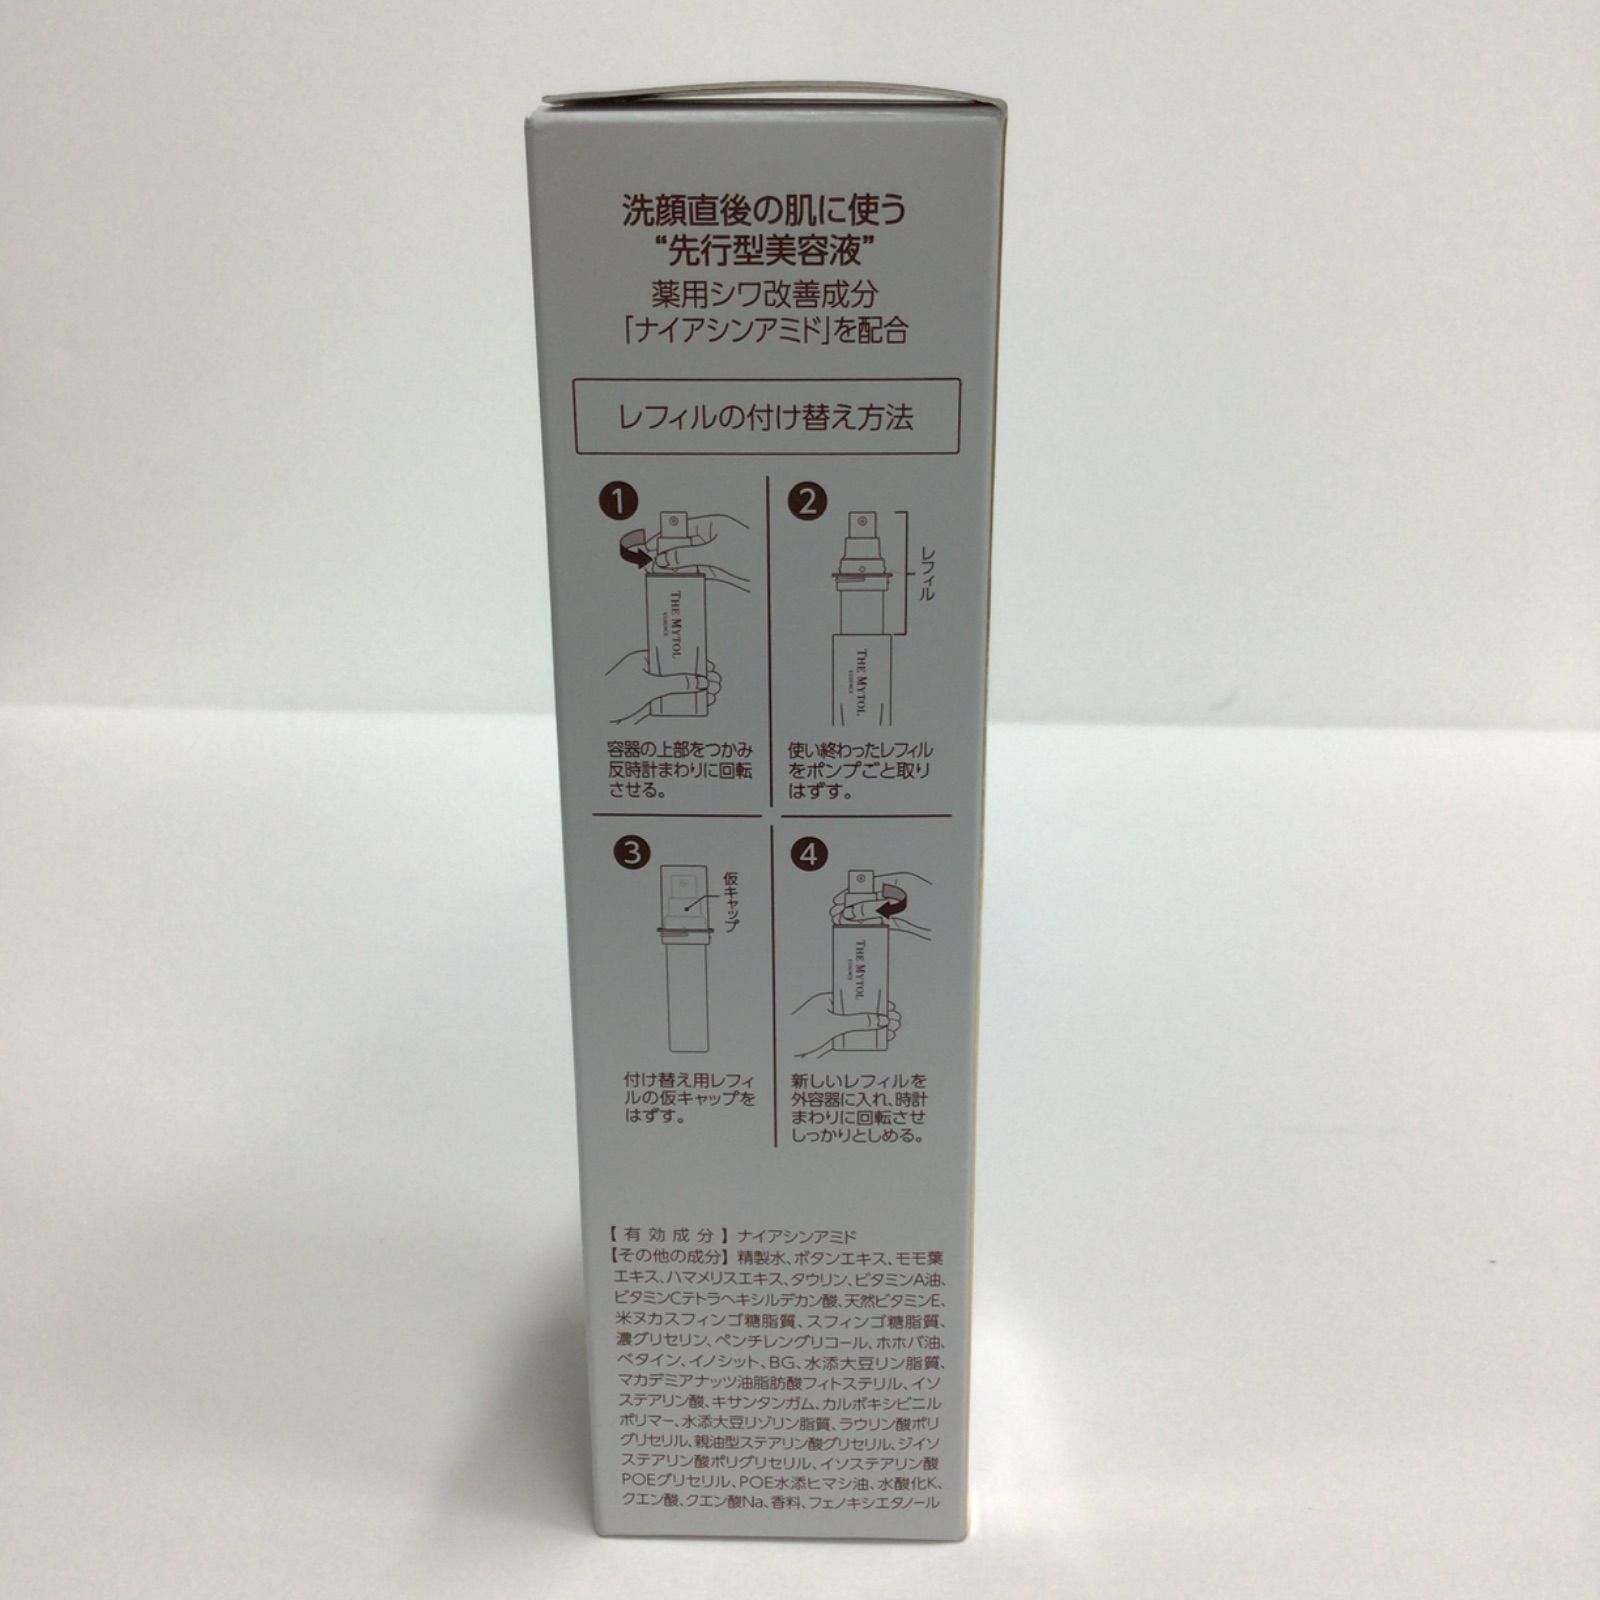 洗顔直後の肌に使う
“先行型美容液”
薬用シワ改善成分
「ナイアシンアミド」を配合
レフィルの付け替え方法
1
THE MYTOL
ESSENCE
容器の上部をつかみ
反時計まわりに回転
させる。
2
レフィル
THE MYTOL
ESSENCE
使い終わったレフィル
をポンプごと取り
はずす。
3
仮キャップ
付け替え用レフィ
ルの仮キャップを
はずす。
4
THE MYTOL
ESSENCE
新しいレフィルを
外容器に入れ、時計
まわりに回転させ
しっかりとしめる。
【有効成分】ナイアシンアミド
【その他の成分】精製水、ボタンエキス、モモ葉
エキス、ハマメリスエキス、タウリン、ビタミンA油、
ビタミンCテトラヘキシルデカン酸、天然ビタミンE、
米ヌカスフィンゴ糖脂質、スフィンゴ糖脂質、
濃グリセリン、ペンチレングリコール、ホホバ油、
ベタイン、イノシット、BG、水添大豆リン脂質、
マカデミアナッツ油脂肪酸フィトステリル、イソ
ステアリン酸、キサンタンガム、カルボキシビニル
ポリマー、水添大豆リゾリン脂質、ラウリン酸ポリ
グリセリル、親油型ステアリン酸グリセリル、ジイソ
ステアリン酸ポリグリセリル、イソステアリン酸
POEグリセリル、POE水添ヒマシ油、水酸化K、
クエン酸、クエン酸Na、香料、フェノキシエタノール